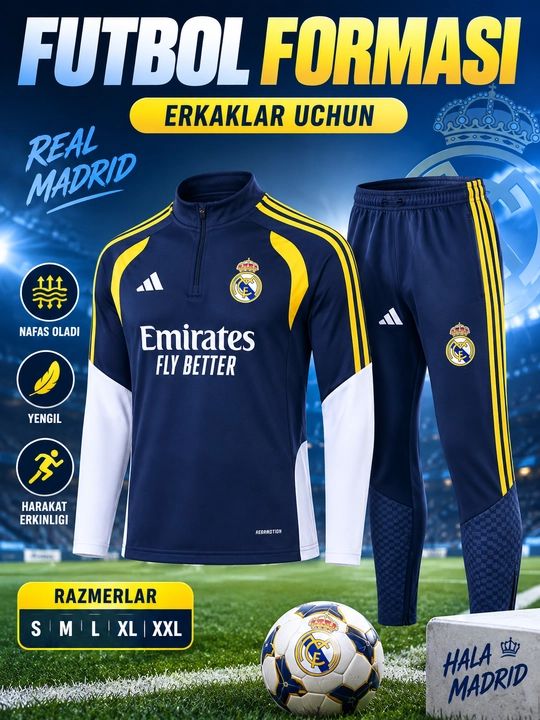 FUTBOL FORMASI
ERKAKLAR UCHUN
REAL
MADRID
Emirates
FLY BETTER
NAFAS OLADI
YENGIL
HARAKAT
ERKINLIGI
RAZMERLAR
S | M | L | XL | XXL
HALA
MADRID